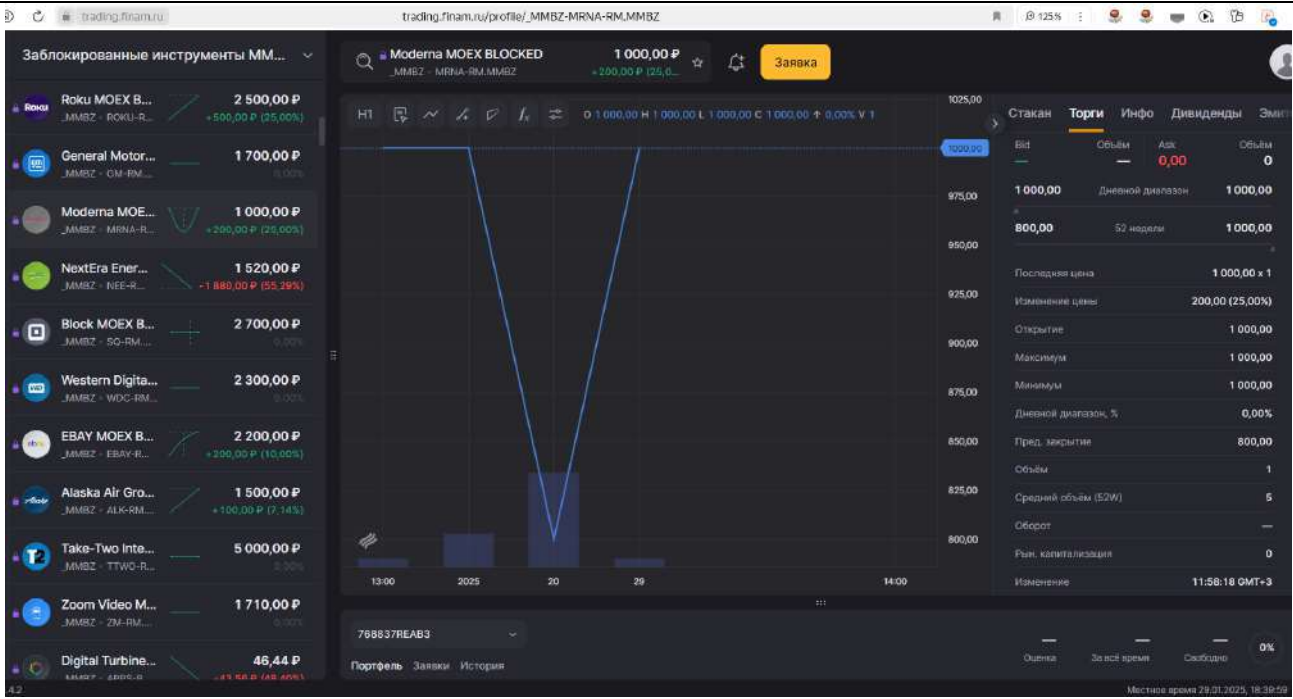 trading.finam.ru
trading.finam.ru/profile/_MMBZ-MRNA-RM.MMBZ
125%
Заблокированные инструменты ММ...
Roku MOEX B...
2 500,00 ₽
_MMBZ - ROKU-R...
+500,00 ₽ (25,00%)
General Motor...
1 700,00 ₽
_MMBZ - GM-RM...
0,00%
Moderna MOE...
1 000,00 ₽
_MMBZ - MRNA-R...
+200,00 ₽ (25,00%)
NextEra Ener...
1 520,00 ₽
_MMBZ - NEE-R...
-1 880,00 ₽ (55,29%)
Block MOEX B...
2 700,00 ₽
_MMBZ - SQ-RM....
0,00%
Western Digita...
2 300,00 ₽
_MMBZ - WDC-RM...
0,00%
EBAY MOEX B...
2 200,00 ₽
_MMBZ - EBAY-R...
+200,00 ₽ (10,00%)
Alaska Air Gro...
1 500,00 ₽
_MMBZ - ALK-RM...
+100,00 ₽ (7,14%)
Take-Two Inte...
5 000,00 ₽
_MMBZ - TTWO-R...
0,00%
Zoom Video M...
1 710,00 ₽
_MMBZ - ZM-RM....
0,00%
Digital Turbine...
46,44 ₽
4.2
Moderna MOEX BLOCKED
1 000,00 ₽
_MMBZ - MRNA-RM.MMBZ
+200,00 ₽ (25,0...
Заявка
H1
O 1 000,00 H 1 000,00 L 1 000,00 C 1 000,00 0,00% V 1
1025,00
1000,00
975,00
950,00
925,00
900,00
875,00
850,00
825,00
800,00
13:00 2025 20 29 14:00
768837REAB3
Портфель Заявки История
Стакан Торги Инфо Дивиденды
Bid Объём Ask Объём
— — 0,00 0
1 000,00 Дневной диапазон 1 000,00
800,00 52 недели 1 000,00
Последняя цена 1 000,00 x 1
Изменение цены 200,00 (25,00%)
Открытие 1 000,00
Максимум 1 000,00
Минимум 1 000,00
Дневной диапазон, % 0,00%
Пред. закрытие 800,00
Объём 1
Средний объём (52W) 5
Оборот —
Рын. капитализация 0
Изменение 11:58:18 GMT+3
— — — 0%
Оценка За всё время Свободно
Местное время 29.01.2025, 18:39:59